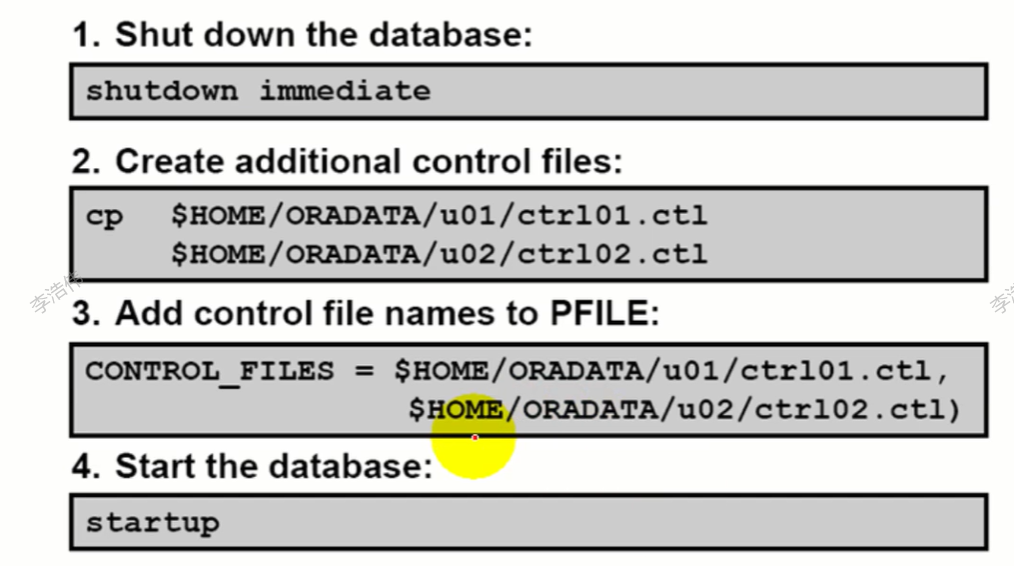 1. Shut down the database:
shutdown immediate
2. Create additional control files:
cp $HOME/ORADATA/u01/ctrl01.ctl
$HOME/ORADATA/u02/ctrl02.ctl
李浩伟
李浩
3. Add control file names to PFILE:
CONTROL_FILES = $HOME/ORADATA/u01/ctrl01.ctl,
$HOME/ORADATA/u02/ctrl02.ctl)
4. Start the database:
startup